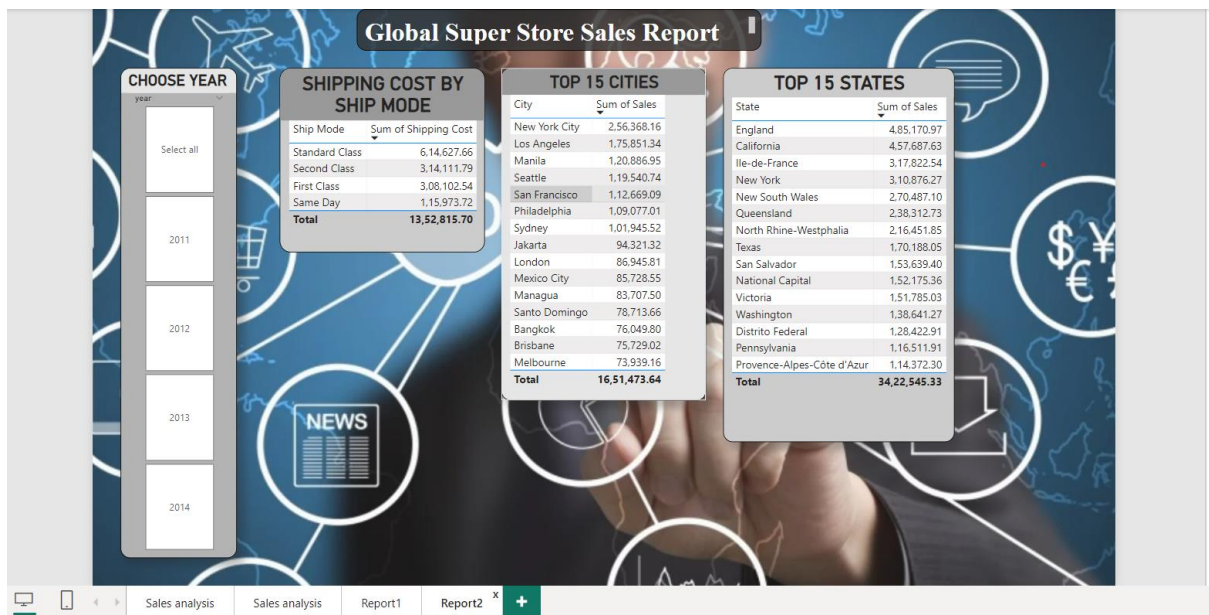 Global Super Store Sales Report
CHOOSE YEAR
year
Select all
2011
2012
2013
2014
SHIPPING COST BY
SHIP MODE
Ship Mode Sum of Shipping Cost
Standard Class 6,14,627.66
Second Class 3,14,111.79
First Class 3,08,102.54
Same Day 1,15,973.72
Total 13,52,815.70
TOP 15 CITIES
City Sum of Sales
New York City 2,56,368.16
Los Angeles 1,75,851.34
Manila 1,20,886.95
Seattle 1,19,540.74
San Francisco 1,12,669.09
Philadelphia 1,09,077.01
Sydney 1,01,945.52
Jakarta 94,321.32
London 86,945.81
Mexico City 85,728.55
Managua 83,707.50
Santo Domingo 78,713.66
Bangkok 76,049.80
Brisbane 75,729.02
Melbourne 73,939.16
Total 16,51,473.64
TOP 15 STATES
State Sum of Sales
England 4,85,170.97
California 4,57,687.63
Ile-de-France 3,17,822.54
New York 3,10,876.27
New South Wales 2,70,487.10
Queensland 2,38,312.73
North Rhine-Westphalia 2,16,451.85
Texas 1,70,188.05
San Salvador 1,53,639.40
National Capital 1,52,175.36
Victoria 1,51,785.03
Washington 1,38,641.27
Distrito Federal 1,28,422.91
Pennsylvania 1,16,511.91
Provence-Alpes-Côte d'Azur 1,14,372.30
Total 34,22,545.33
$ ¥
€ £
NEWS
Sales analysis Sales analysis Report1 Report2 x +